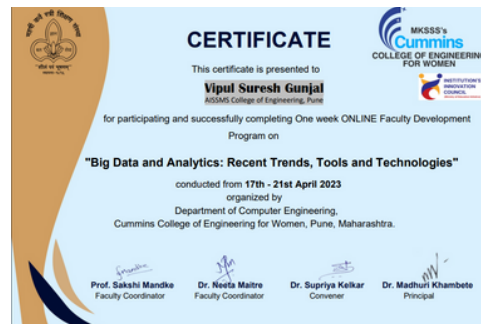 MKSSS's
Cummins
COLLEGE OF ENGINEERING
FOR WOMEN
INSTITUTION'S
INNOVATION
COUNCIL
CERTIFICATE
This certificate is presented to
Vipul Suresh Gunjal
AISSMS College of Engineering, Pune
for participating and successfully completing One week ONLINE Faculty Development
Program on
"Big Data and Analytics: Recent Trends, Tools and Technologies"
conducted from 17th - 21st April 2023
organized by
Department of Computer Engineering,
Cummins College of Engineering for Women, Pune, Maharashtra.
Prof. Sakshi Mandke
Faculty Coordinator
Dr. Neeta Maitre
Faculty Coordinator
Dr. Supriya Kelkar
Convener
Dr. Madhuri Khambete
Principal